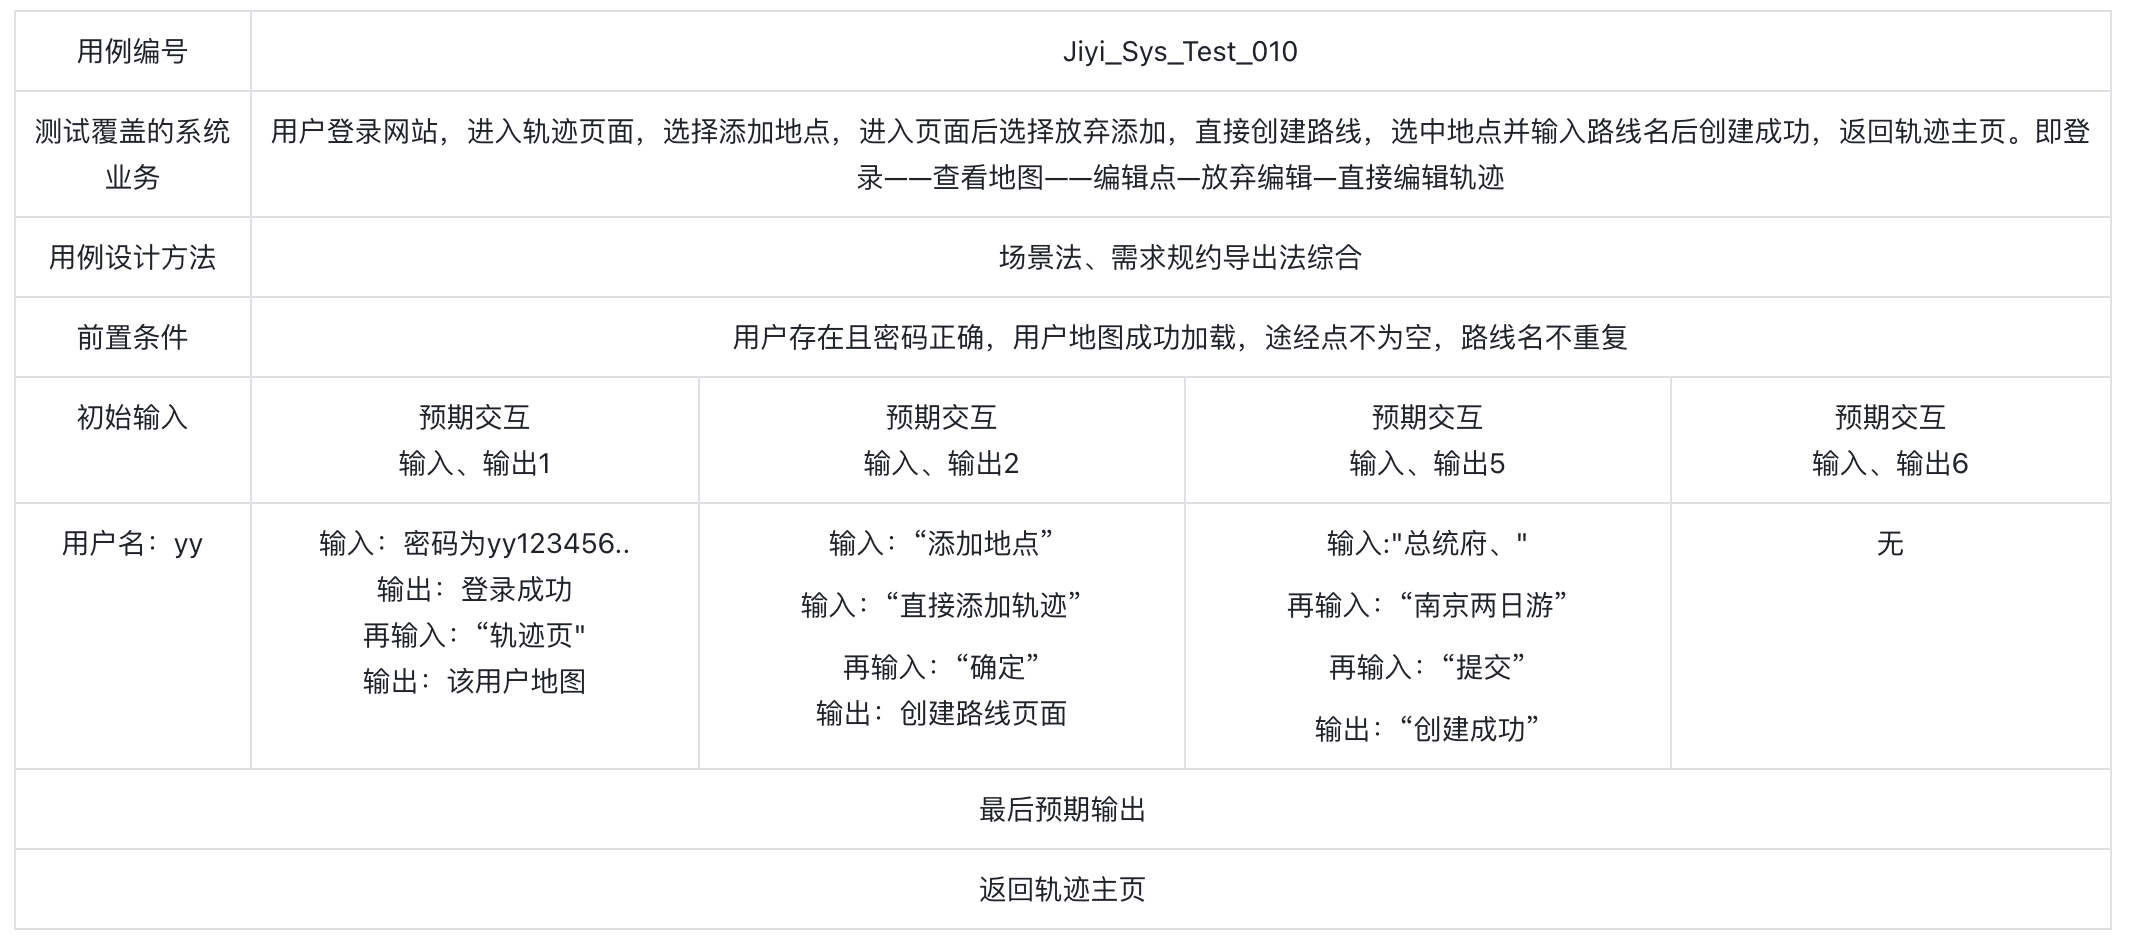 用例编号
Jiyi_Sys_Test_010
测试覆盖的系统
业务
用户登录网站，进入轨迹页面，选择添加地点，进入页面后选择放弃添加，直接创建路线，选中地点并输入路线名后创建成功，返回轨迹主页。即登
录——查看地图——编辑点—放弃编辑—直接编辑轨迹
用例设计方法
场景法、需求规约导出法综合
前置条件
用户存在且密码正确，用户地图成功加载，途经点不为空，路线名不重复
初始输入
预期交互
输入、输出1
预期交互
输入、输出2
预期交互
输入、输出5
预期交互
输入、输出6
用户名：yy
输入：密码为yy123456..
输出：登录成功
再输入：“轨迹页"
输出：该用户地图
输入：“添加地点”
输入：“直接添加轨迹”
再输入：“确定”
输出：创建路线页面
输入:"总统府、"
再输入：“南京两日游”
再输入：“提交”
输出：“创建成功”
无
最后预期输出
返回轨迹主页